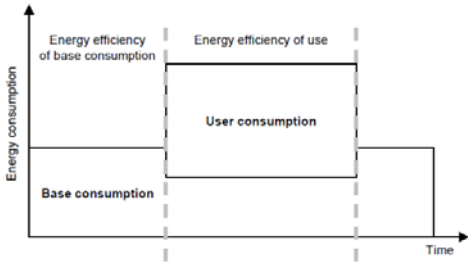 Energy efficiency
of base consumption
Energy efficiency of use
Energy consumption
User consumption
Base consumption
Time